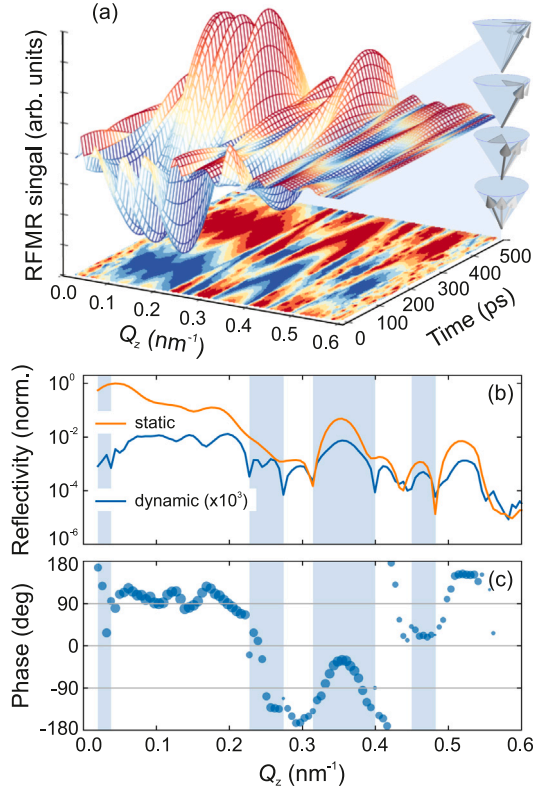 (a)
RFMR singal (arb. units)
0.0 0.1 0.2 0.3 0.4 0.5 0.6
Qz (nm-1)
0 100 200 300 400 500
Time (ps)
(b)
Reflectivity (norm.)
10^0
10^-2
10^-4
10^-6
static
dynamic (x10^3)
(c)
Phase (deg)
180
90
0
-90
-180
0.0 0.1 0.2 0.3 0.4 0.5 0.6
Qz (nm-1)